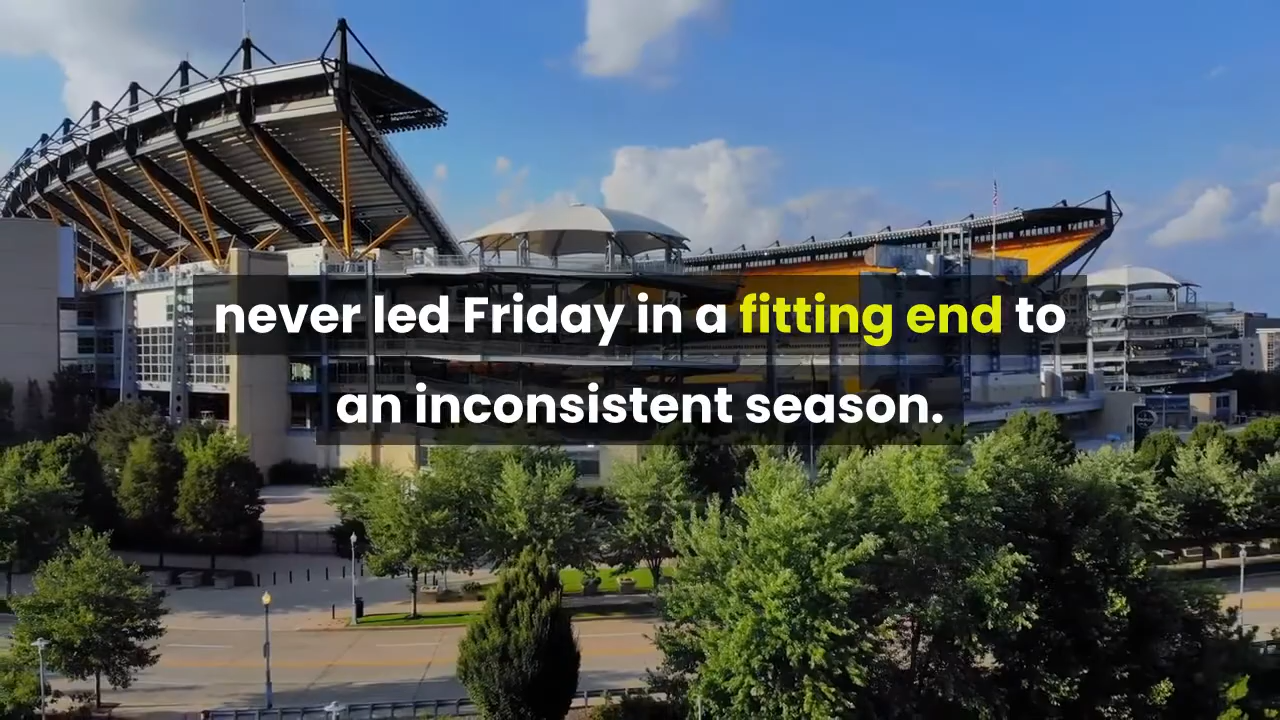 never led Friday in a fitting end to
an inconsistent season.